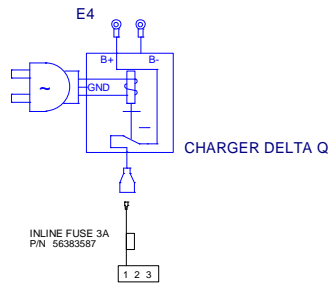 E4
B+ B-
~
GND
CHARGER DELTA Q
INLINE FUSE 3A
P/N 56383587
1 2 3